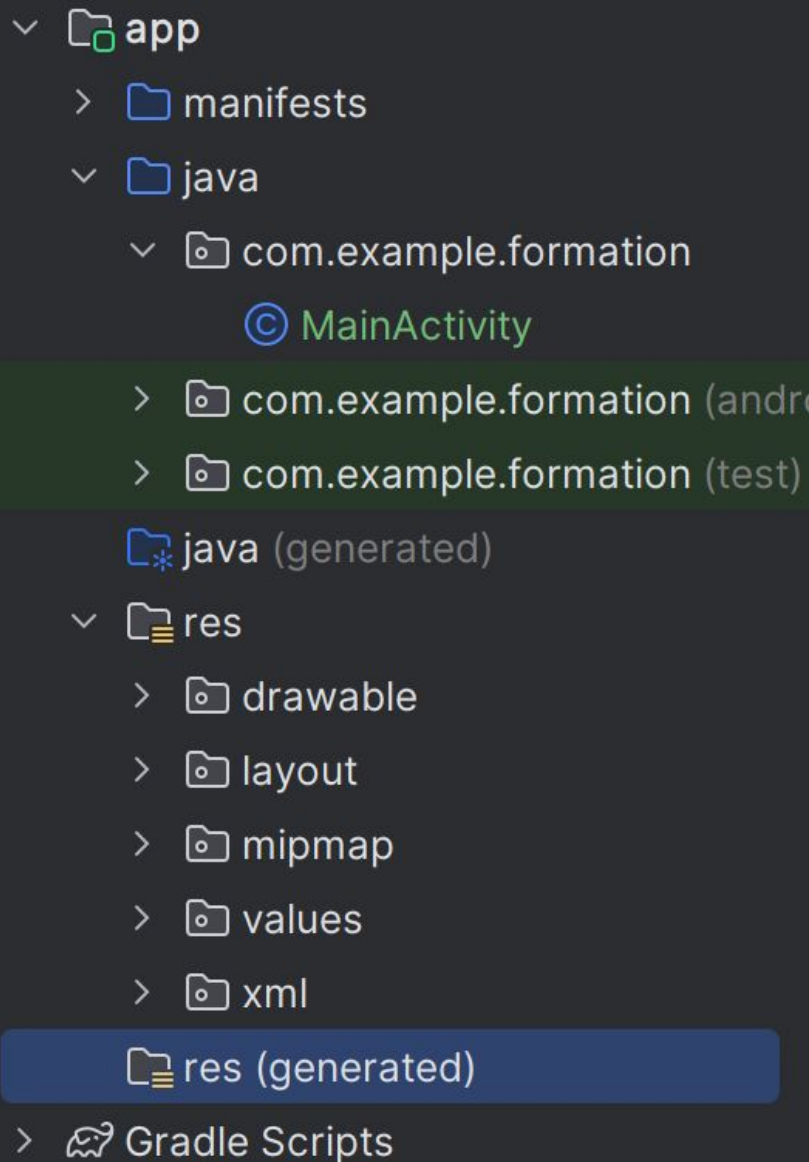 app
manifests
java
com.example.formation
MainActivity
com.example.formation
com.example.formation (test)
java (generated)
res
drawable
layout
mipmap
values
xml
res (generated)
Gradle Scripts